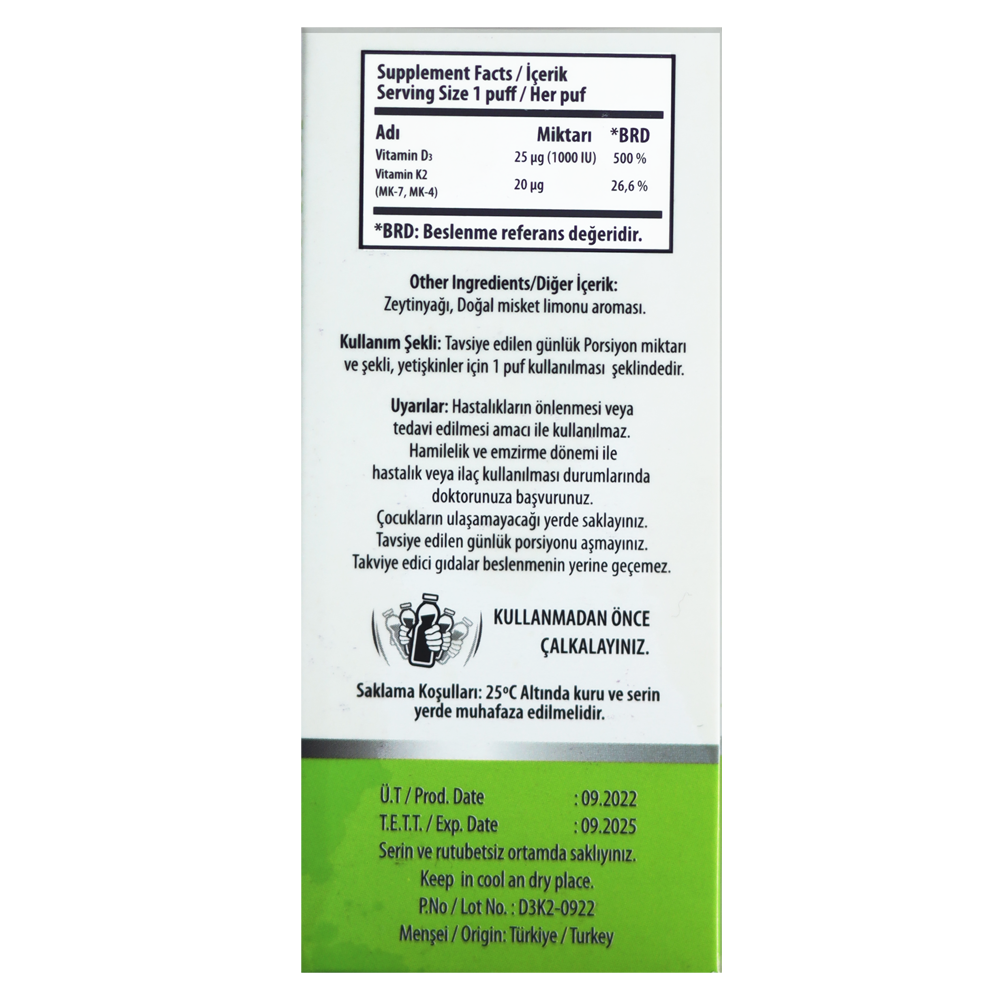 Supplement Facts / İçerik
Serving Size 1 puff / Her puf
Adı Miktarı *BRD
Vitamin D3 25 µg (1000 IU) 500 %
Vitamin K2
(MK-7, MK-4) 20 µg 26,6 %
*BRD: Beslenme referans değeridir.
Other Ingredients/Diğer İçerik:
Zeytinyağı, Doğal misket limonu aroması.
Kullanım Şekli: Tavsiye edilen günlük Porsiyon miktarı
ve şekli, yetişkinler için 1 puf kullanılması şeklindedir.
Uyarılar: Hastalıkların önlenmesi veya
tedavi edilmesi amacı ile kullanılmaz.
Hamilelik ve emzirme dönemi ile
hastalık veya ilaç kullanılması durumlarında
doktorunuza başvurunuz.
Çocukların ulaşamayacağı yerde saklayınız.
Tavsiye edilen günlük porsiyonu aşmayınız.
Takviye edici gıdalar beslenmenin yerine geçemez.
KULLANMADAN ÖNCE
ÇALKALAYINIZ.
Saklama Koşulları: 25ºC Altında kuru ve serin
yerde muhafaza edilmelidir.
Ü.T / Prod. Date : 09.2022
T.E.T.T. / Exp. Date : 09.2025
Serin ve rutubetsiz ortamda saklıyınız.
Keep in cool an dry place.
P.No / Lot No. : D3K2-0922
Menşei / Origin: Türkiye / Turkey